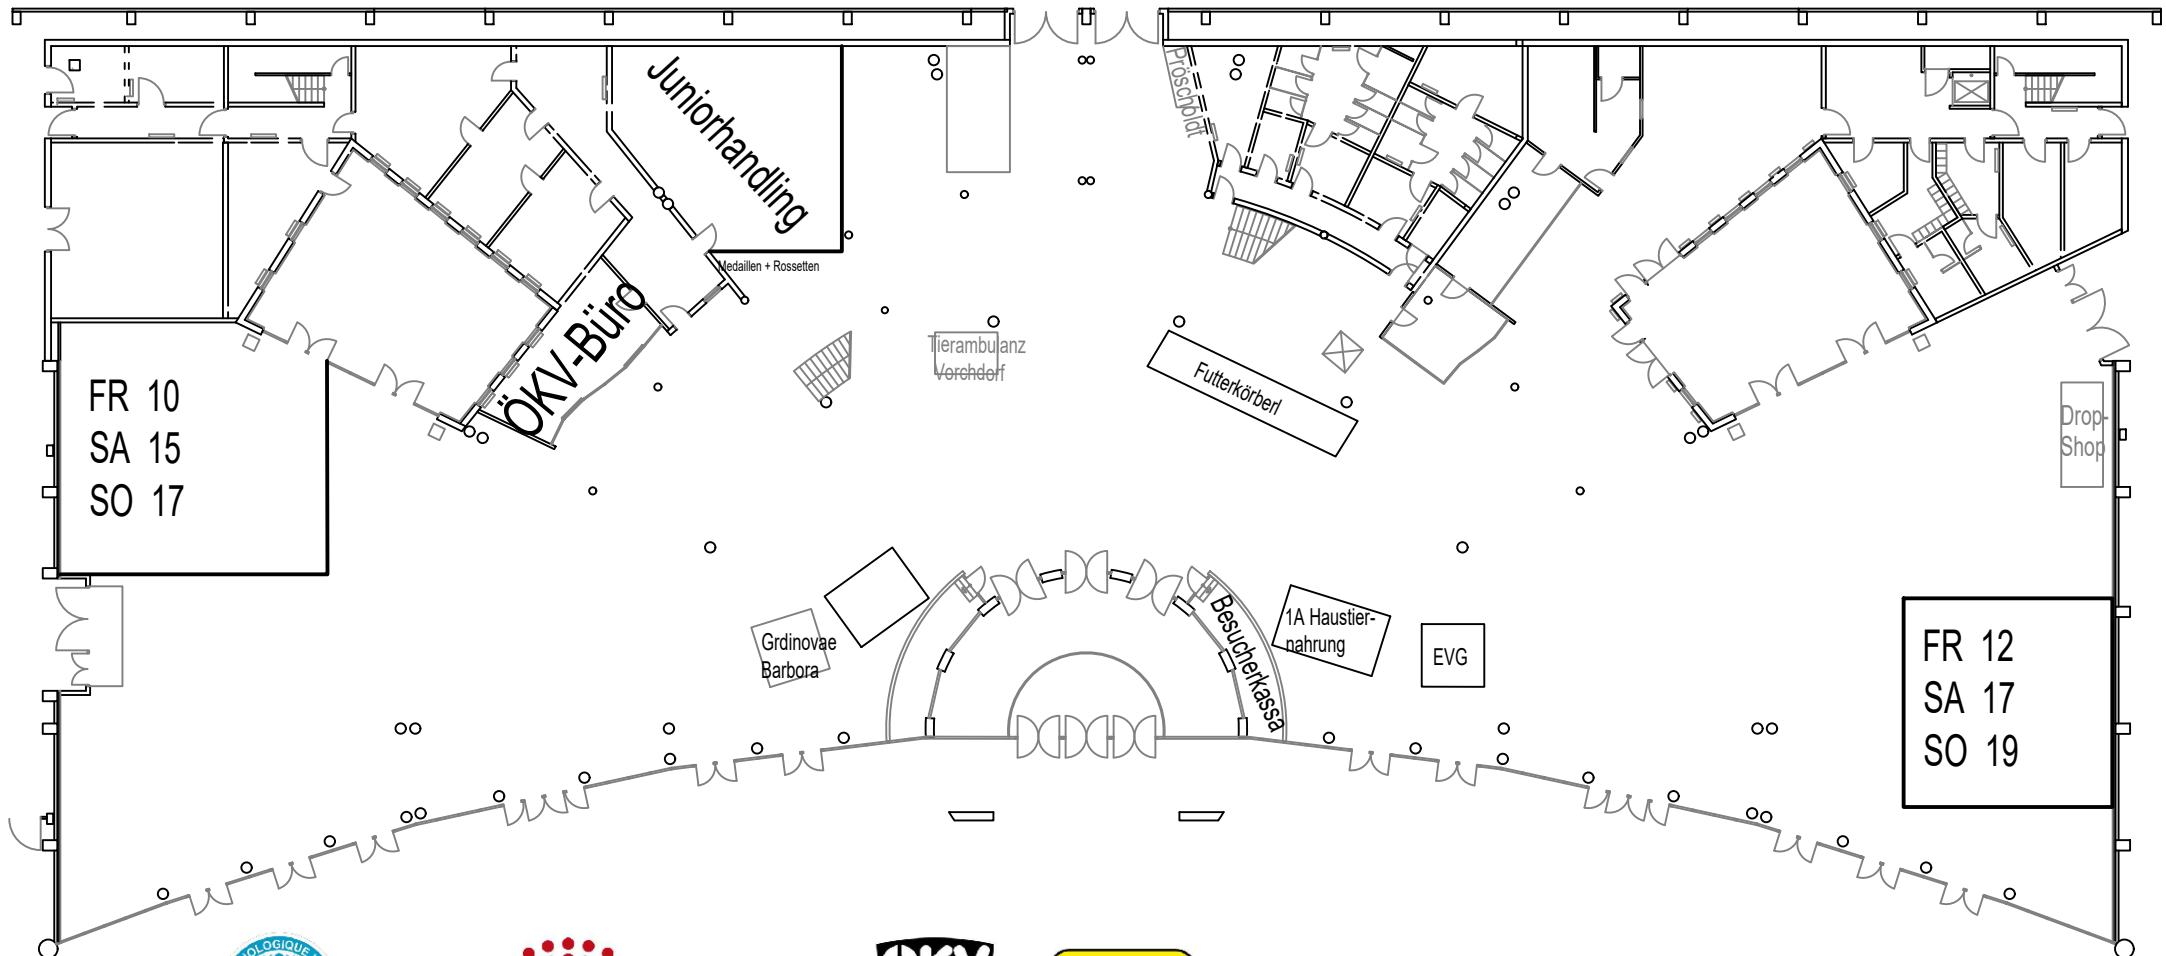 Juniorhandling
Pröscholdt
Medaillen + Rossetten
ÖKV-Büro
Tierambulanz
Vorchdorf
Futterkörberl
FR 10
SA 15
SO 17
Drop-
Shop
Grdinovae
Barbora
Besucherkassa
1A Haustier-
nahrung
EVG
FR 12
SA 17
SO 19